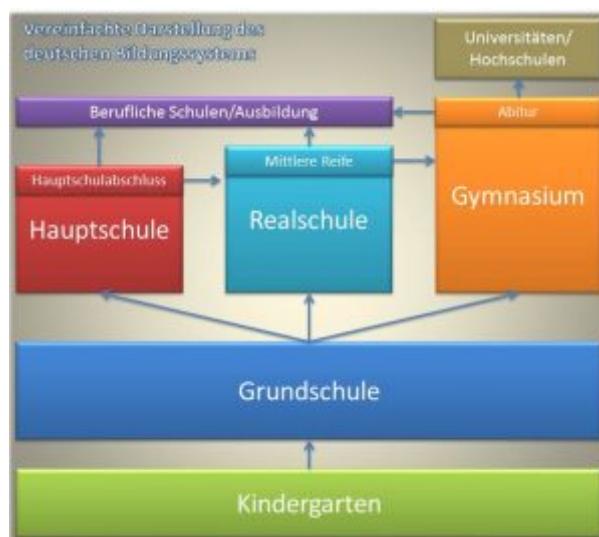 Vereinfachte Darstellung des
deutschen Bildungssystems
Universitäten/
Hochschulen
Berufliche Schulen/Ausbildung
Abitur
Mittlere Reife
Hauptschulabschluss
Gymnasium
Realschule
Hauptschule
Grundschule
Kindergarten